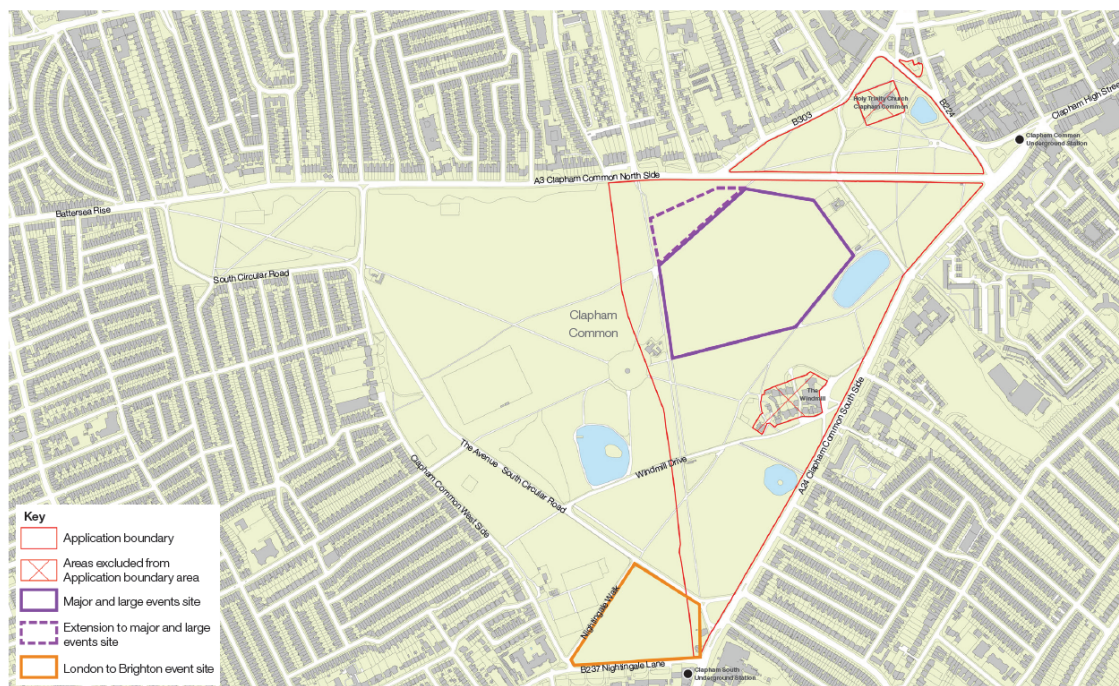 Holy Trinity Church
Clapham Common
B303
B224
Clapham High Street
Clapham Common
Underground Station
A3 Clapham Common North Side
Battersea Rise
South Circular Road
Clapham
Common
The
Windmill
A24 Clapham Common South Side
The Avenue - South Circular Road
Windmill Drive
Clapham Common West Side
Nightingale Walk
B237 Nightingale Lane
Clapham South
Underground Station
Key
Application boundary
Areas excluded from
Application boundary area
Major and large events site
Extension to major and large
events site
London to Brighton event site